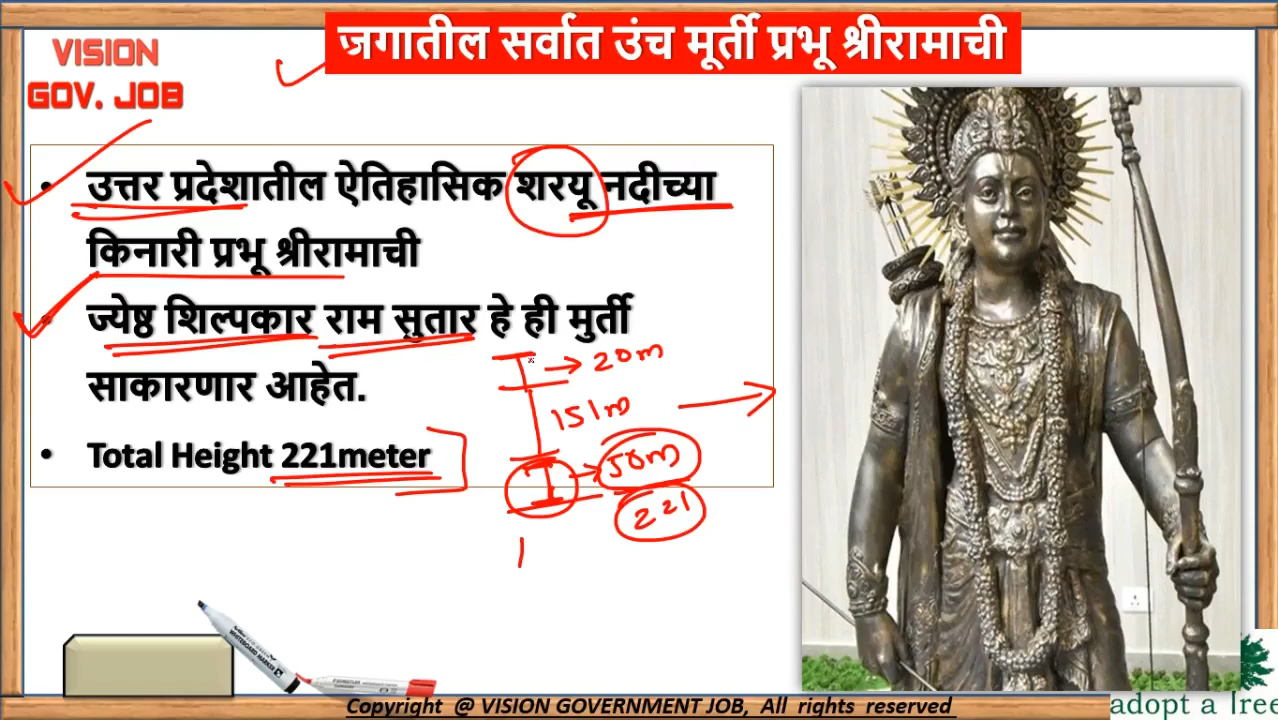 जगातील सर्वात उंच मूर्ती प्रभू श्रीरामाची
VISION
GOV. JOB
• उत्तर प्रदेशातील ऐतिहासिक शरयू नदीच्या
किनारी प्रभू श्रीरामाची
• ज्येष्ठ शिल्पकार राम सुतार हे ही मुर्ती
साकारणार आहेत.
• Total Height 221meter
20m
151m
50m
221
Copyright @ VISION GOVERNMENT JOB, All rights reserved
adopt a Tree